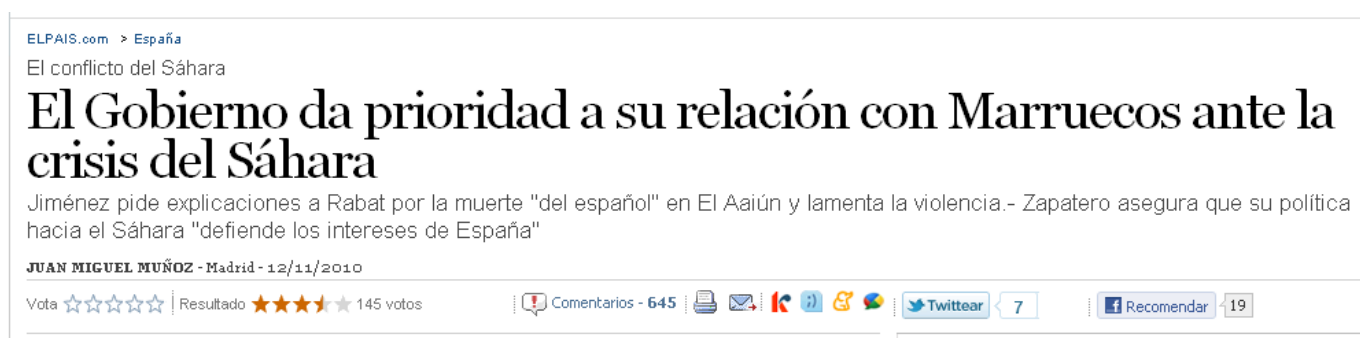 ELPAIS.com > España
El conflicto del Sáhara
El Gobierno da prioridad a su relación con Marruecos ante la
crisis del Sáhara
Jiménez pide explicaciones a Rabat por la muerte "del español" en El Aaiún y lamenta la violencia.- Zapatero asegura que su política
hacia el Sáhara "defiende los intereses de España"
JUAN MIGUEL MUÑOZ - Madrid - 12/11/2010
Vota Resultado 145 votos Comentarios - 645 Twittear 7 Recomendar 19